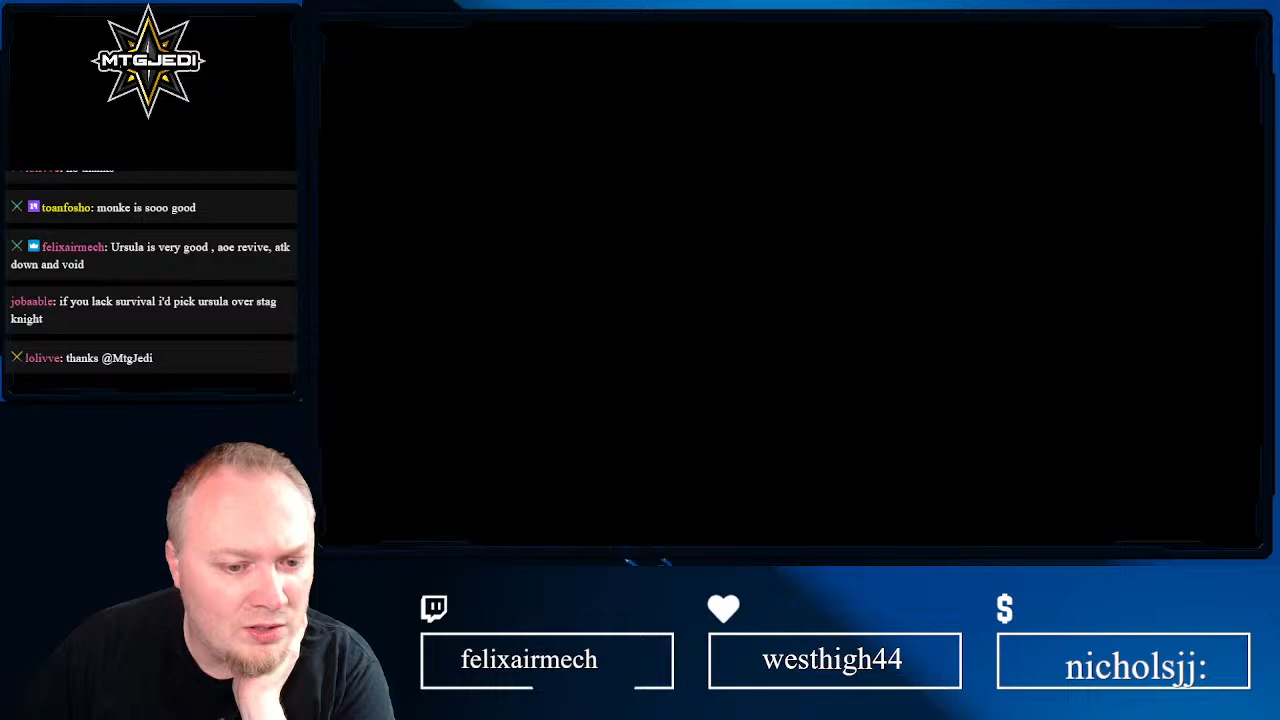 MTGJEDI
toanfosho: monke is sooo good
felixairmech: Ursula is very good , aoe revive, atk
down and void
jobaable: if you lack survival i'd pick ursula over stag
knight
lolivve: thanks @MtgJedi
felixairmech
westhigh44
nicholsjj: